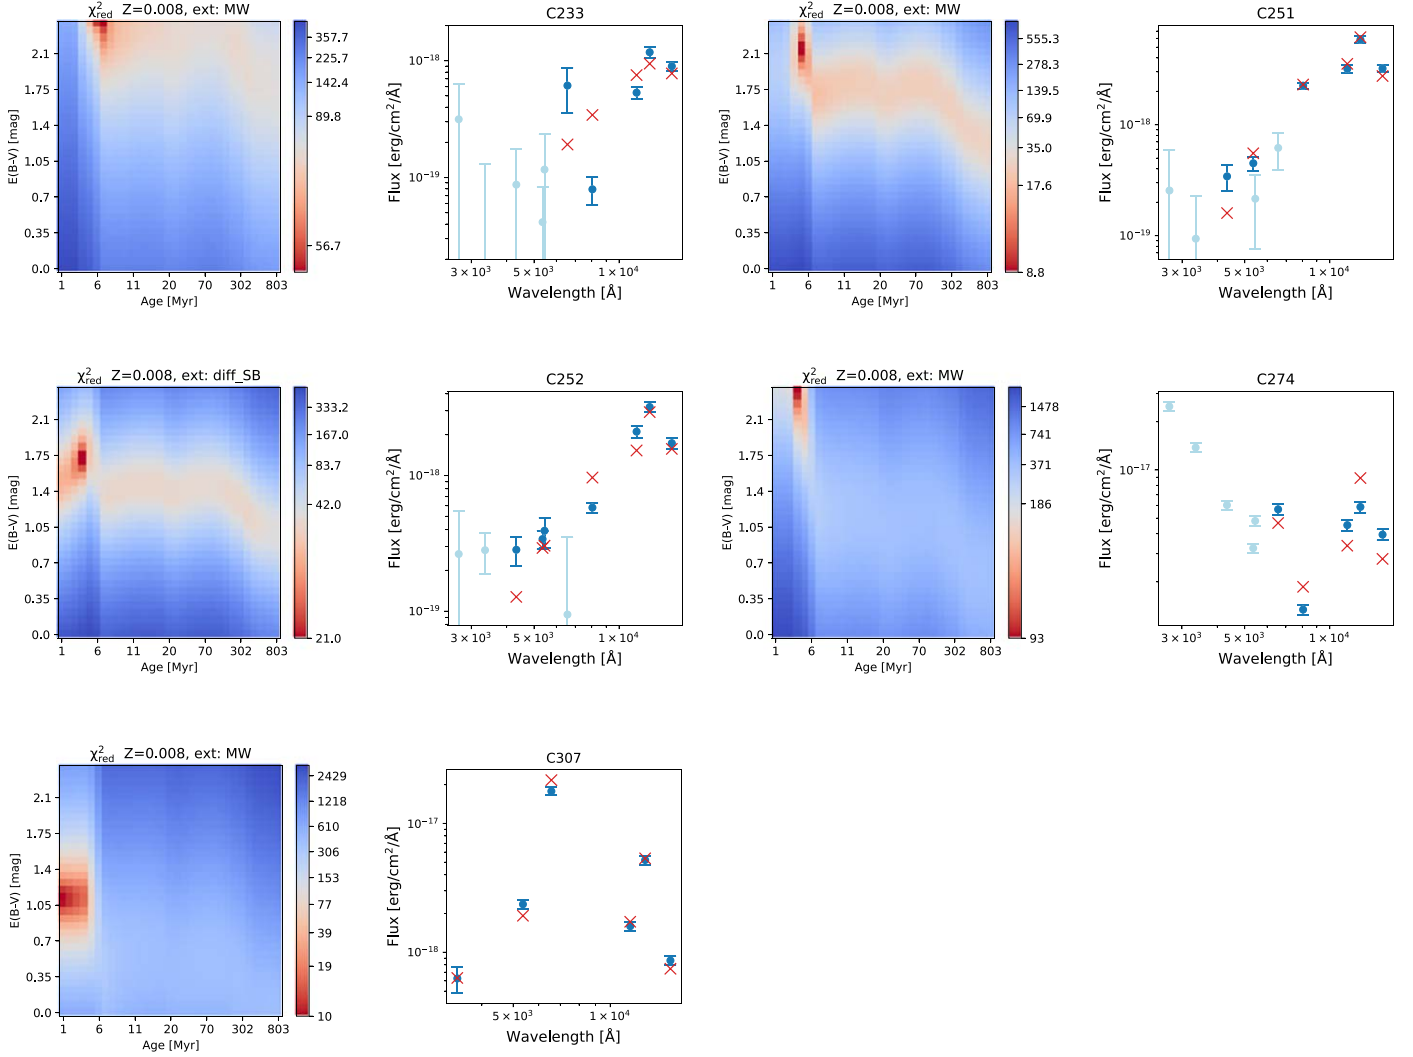 χ²red Z=0.008, ext: MW
E(B–V) [mag]
2.1
1.75
1.4
1.05
0.7
0.35
0.0
1 6 11 20 70 302 803
Age [Myr]
357.7
225.7
142.4
89.8
56.7
C233
Flux [erg/cm²/Å]
10⁻¹⁸
10⁻¹⁹
3 × 10³ 5 × 10³ 1 × 10⁴
Wavelength [Å]
χ²red Z=0.008, ext: MW
E(B–V) [mag]
2.1
1.75
1.4
1.05
0.7
0.35
0.0
1 6 11 20 70 302 803
Age [Myr]
555.3
278.3
139.5
69.9
35.0
17.6
8.8
C251
Flux [erg/cm²/Å]
10⁻¹⁸
10⁻¹⁹
3 × 10³ 5 × 10³ 1 × 10⁴
Wavelength [Å]
χ²red Z=0.008, ext: diff_SB
E(B–V) [mag]
2.1
1.75
1.4
1.05
0.7
0.35
0.0
1 6 11 20 70 302 803
Age [Myr]
333.2
167.0
83.7
42.0
21.0
C252
Flux [erg/cm²/Å]
10⁻¹⁸
10⁻¹⁹
3 × 10³ 5 × 10³ 1 × 10⁴
Wavelength [Å]
χ²red Z=0.008, ext: MW
E(B–V) [mag]
2.1
1.75
1.4
1.05
0.7
0.35
0.0
1 6 11 20 70 302 803
Age [Myr]
1478
741
371
186
93
C274
Flux [erg/cm²/Å]
10⁻¹⁷
3 × 10³ 5 × 10³ 1 × 10⁴
Wavelength [Å]
χ²red Z=0.008, ext: MW
E(B–V) [mag]
2.1
1.75
1.4
1.05
0.7
0.35
0.0
1 6 11 20 70 302 803
Age [Myr]
2429
1218
610
306
153
77
39
19
10
C307
Flux [erg/cm²/Å]
10⁻¹⁷
10⁻¹⁸
5 × 10³ 1 × 10⁴
Wavelength [Å]